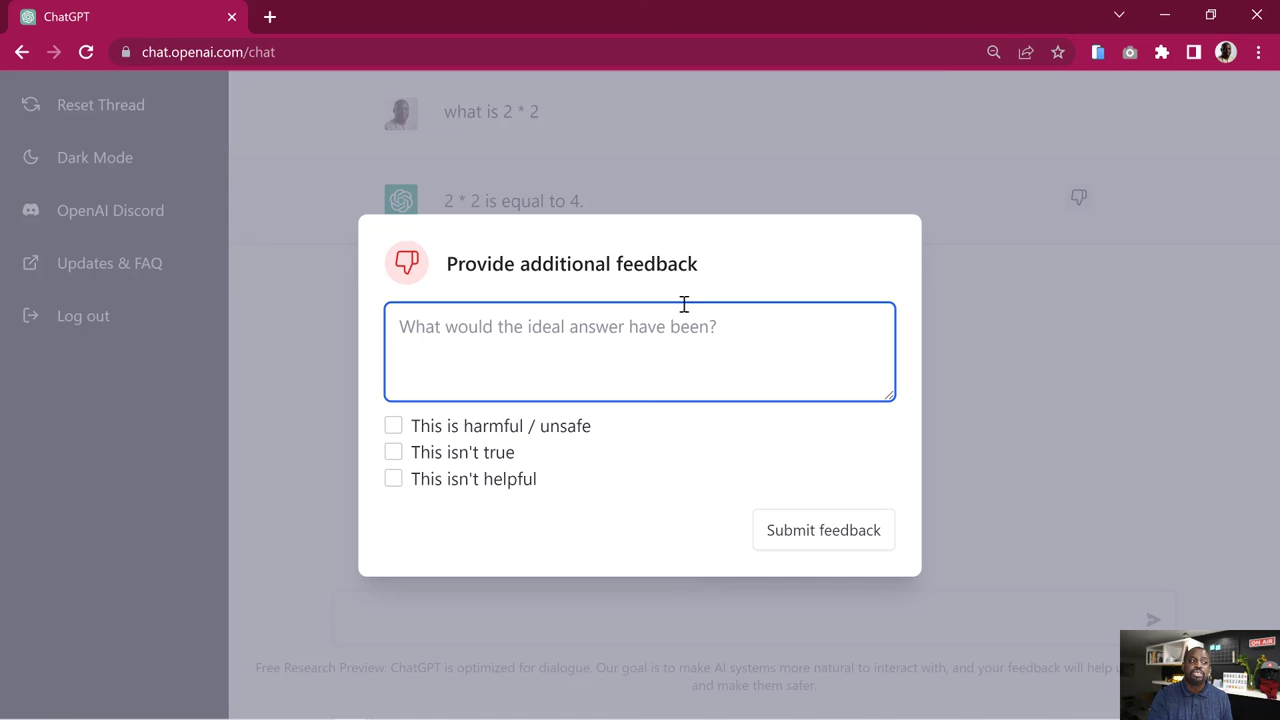 ChatGPT
chat.openai.com/chat
Reset Thread
Dark Mode
OpenAI Discord
Updates & FAQ
Log out
what is 2 * 2
2 * 2 is equal to 4.
Provide additional feedback
What would the ideal answer have been?
This is harmful / unsafe
This isn't true
This isn't helpful
Submit feedback
Free Research Preview: ChatGPT is optimized for dialogue. Our goal is to make AI systems more natural to interact with, and your feedback will help
and make them safer.
ON AIR